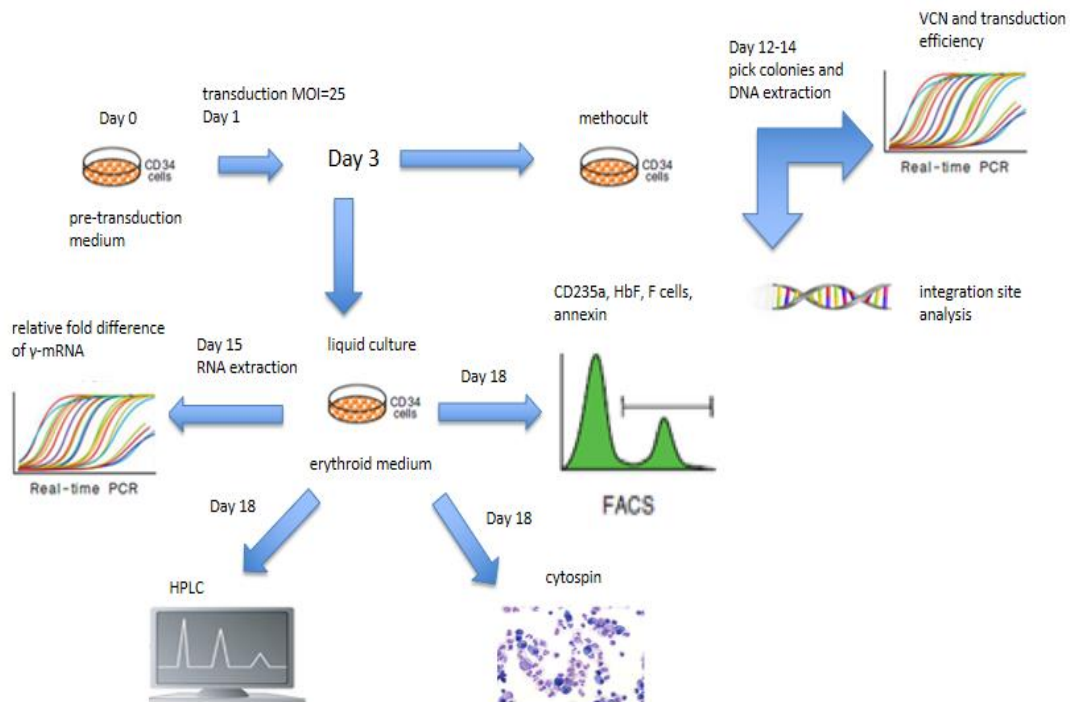 VCN and transduction
efficiency
Day 12-14
pick colonies and
DNA extraction
transduction MOI=25
Day 1
Day 0
methocult
Day 3
CD34
cells
CD34
cells
Real-time PCR
pre-transduction
medium
CD235a, HbF, F cells,
annexin
integration site
analysis
relative fold difference
of γ-mRNA
Day 15
RNA extraction
liquid culture
Day 18
CD34
cells
erythroid medium
Real-time PCR
FACS
Day 18
Day 18
HPLC
cytospin